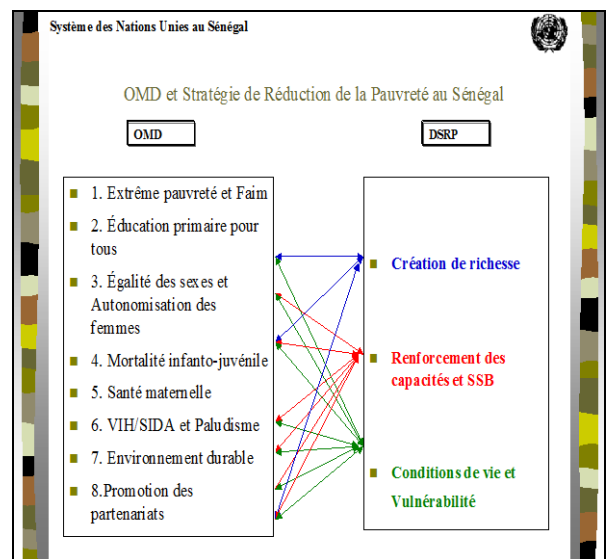 Système des Nations Unies au Sénégal
OMD et Stratégie de Réduction de la Pauvreté au Sénégal
OMD
DSRP
1. Extrême pauvreté et Faim
2. Éducation primaire pour
tous
3. Égalité des sexes et
Autonomisation des
femmes
4. Mortalité infanto-juvénile
5. Santé maternelle
6. VIH/SIDA et Paludisme
7. Environnement durable
8.Promotion des
partenariats
Création de richesse
Renforcement des
capacités et SSB
Conditions de vie et
Vulnérabilité